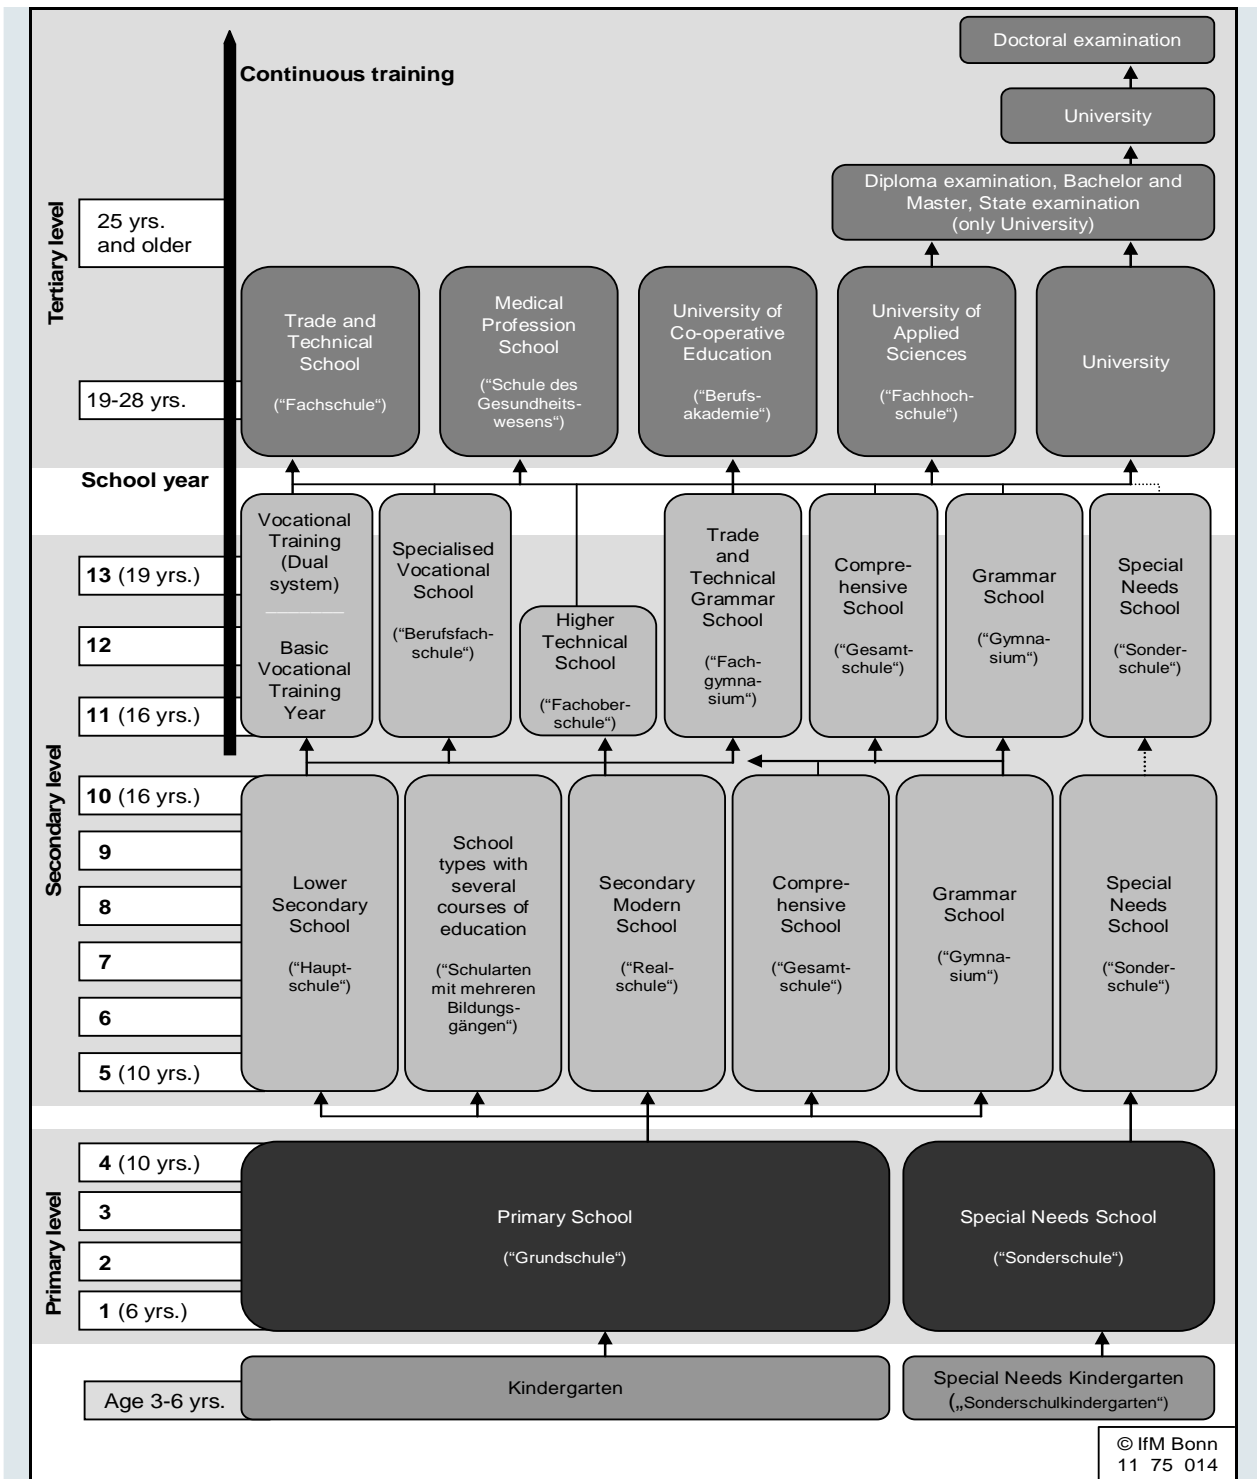 Doctoral examination
Continuous training
University
Diploma examination, Bachelor and
Master, State examination
(only University)
Tertiary level
25 yrs.
and older
19-28 yrs.
Trade and
Technical
School
(“Fachschule“)
Medical
Profession
School
(“Schule des
Gesundheits-
wesens“)
University of
Co-operative
Education
(“Berufs-
akademie“)
University of
Applied
Sciences
(“Fachhoch-
schule“)
University
School year
Secondary level
13 (19 yrs.)
12
11 (16 yrs.)
Vocational
Training
(Dual
system)
Basic
Vocational
Training
Year
Specialised
Vocational
School
(“Berufsfach-
schule“)
Higher
Technical
School
(“Fachober-
schule“)
Trade
and
Technical
Grammar
School
(“Fach-
gymna-
sium“)
Compre-
hensive
School
(“Gesamt-
schule“)
Grammar
School
(“Gymna-
sium“)
Special
Needs
School
(“Sonder-
schule“)
10 (16 yrs.)
9
8
7
6
5 (10 yrs.)
Lower
Secondary
School
(“Haupt-
schule“)
School
types with
several
courses of
education
(“Schularten
mit mehreren
Bildungs-
gängen“)
Secondary
Modern
School
(“Real-
schule“)
Compre-
hensive
School
(“Gesamt-
schule“)
Grammar
School
(“Gymna-
sium“)
Special
Needs
School
(“Sonder-
schule“)
Primary level
4 (10 yrs.)
3
2
1 (6 yrs.)
Primary School
(“Grundschule“)
Special Needs School
(“Sonderschule“)
Age 3-6 yrs.
Kindergarten
Special Needs Kindergarten
(„Sonderschulkindergarten“)
© IfM Bonn
11 75 014